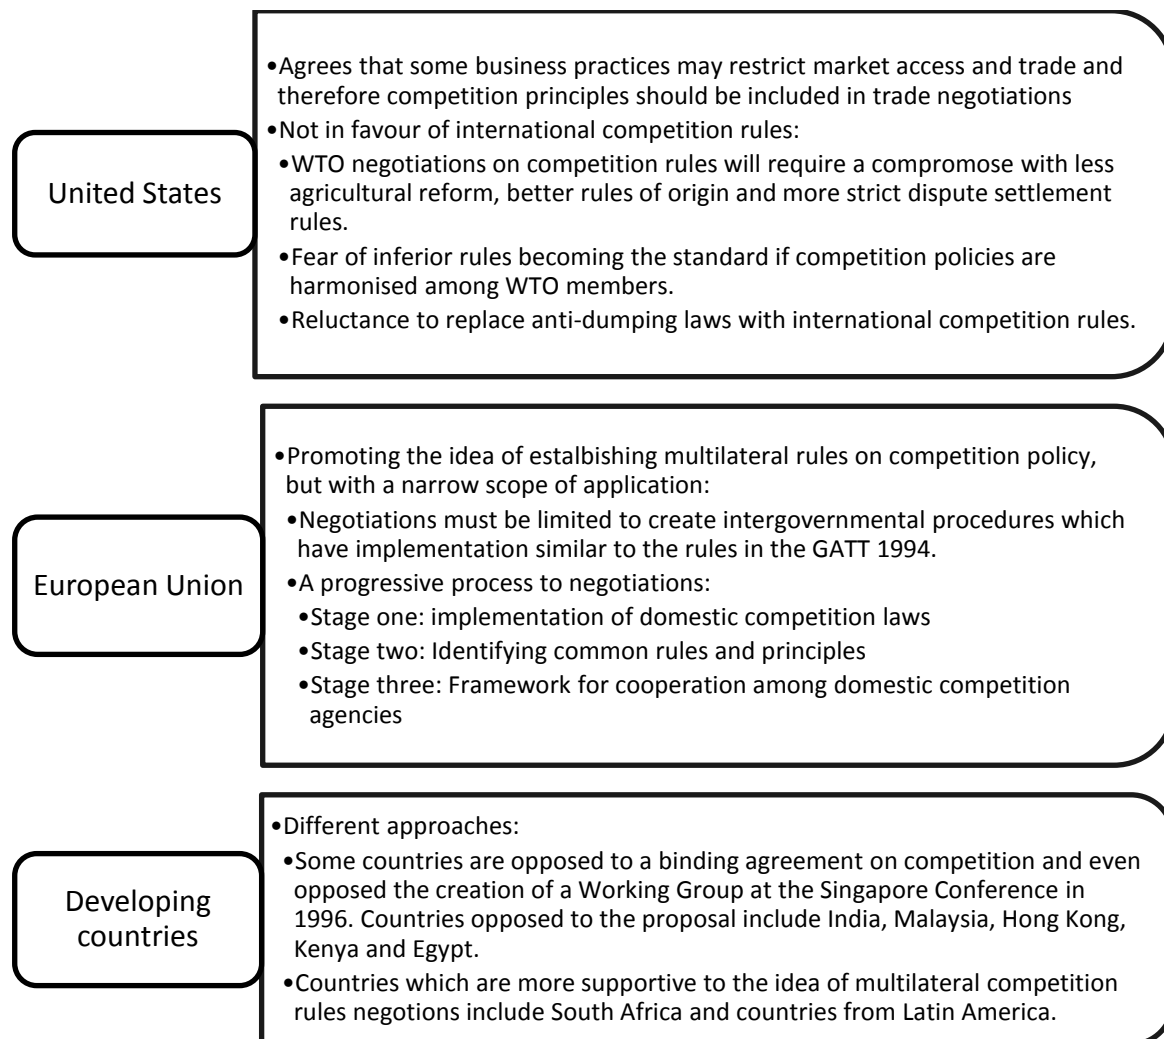 United States
•Agrees that some business practices may restrict market access and trade and
therefore competition principles should be included in trade negotiations
•Not in favour of international competition rules:
•WTO negotiations on competition rules will require a compromose with less
agricultural reform, better rules of origin and more strict dispute settlement
rules.
•Fear of inferior rules becoming the standard if competition policies are
harmonised among WTO members.
•Reluctance to replace anti-dumping laws with international competition rules.
European Union
•Promoting the idea of estalbishing multilateral rules on competition policy,
but with a narrow scope of application:
•Negotiations must be limited to create intergovernmental procedures which
have implementation similar to the rules in the GATT 1994.
•A progressive process to negotiations:
•Stage one: implementation of domestic competition laws
•Stage two: Identifying common rules and principles
•Stage three: Framework for cooperation among domestic competition
agencies
Developing
countries
•Different approaches:
•Some countries are opposed to a binding agreement on competition and even
opposed the creation of a Working Group at the Singapore Conference in
1996. Countries opposed to the proposal include India, Malaysia, Hong Kong,
Kenya and Egypt.
•Countries which are more supportive to the idea of multilateral competition
rules negotions include South Africa and countries from Latin America.